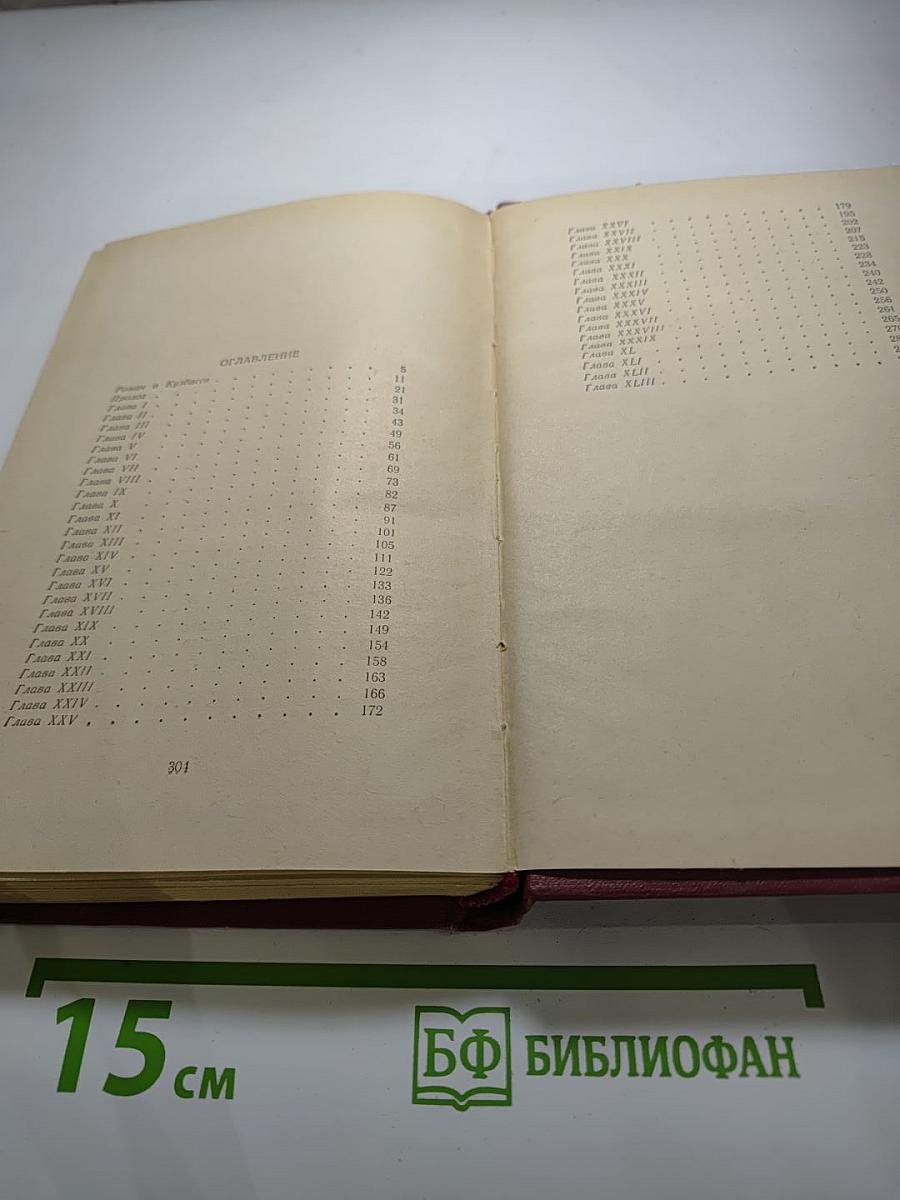 ОГЛАВЛЕНИЕ
Роман о Кузбассе . . . . . . . . . 5
Пролог . . . . . . . . . 11
Глава I . . . . . . . . . 21
Глава II . . . . . . . . . 31
Глава III . . . . . . . . . 34
Глава IV . . . . . . . . . 43
Глава V . . . . . . . . . 49
Глава VI . . . . . . . . . 56
Глава VII . . . . . . . . . 61
Глава VIII . . . . . . . . . 69
Глава IX . . . . . . . . . 73
Глава X . . . . . . . . . 82
Глава XI . . . . . . . . . 87
Глава XII . . . . . . . . . 91
Глава XIII . . . . . . . . . 101
Глава XIV . . . . . . . . . 105
Глава XV . . . . . . . . . 111
Глава XVI . . . . . . . . . 122
Глава XVII . . . . . . . . . 133
Глава XVIII . . . . . . . . . 136
Глава XIX . . . . . . . . . 142
Глава XX . . . . . . . . . 149
Глава XXI . . . . . . . . . 154
Глава XXII . . . . . . . . . 158
Глава XXIII . . . . . . . . . 163
Глава XXIV . . . . . . . . . 166
Глава XXV . . . . . . . . . 172
304
Глава XXVI . . . . . . . . . 179
Глава XXVII . . . . . . . . . 195
Глава XXVIII . . . . . . . . . 202
Глава XXIX . . . . . . . . . 207
Глава XXX . . . . . . . . . 215
Глава XXXI . . . . . . . . . 223
Глава XXXII . . . . . . . . . 228
Глава XXXIII . . . . . . . . . 234
Глава XXXIV . . . . . . . . . 240
Глава XXXV . . . . . . . . . 242
Глава XXXVI . . . . . . . . . 250
Глава XXXVII . . . . . . . . . 256
Глава XXXVIII . . . . . . . . . 261
Глава XXXIX . . . . . . . . . 265
Глава XL . . . . . . . . .
Глава XLI . . . . . . . . .
Глава XLII . . . . . . . . .
Глава XLIII . . . . . . . . .
15 см
БФ БИБЛИОФАН